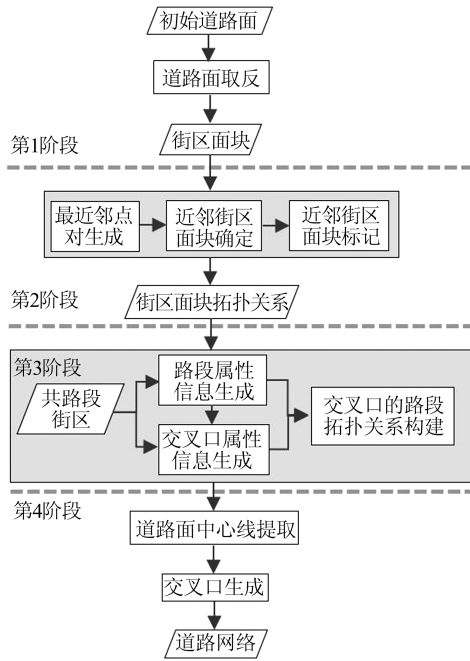 初始道路面
道路面取反
街区面块
第1阶段
最近邻点
对生成
近邻街区
面块确定
近邻街区
面块标记
第2阶段
街区面块拓扑关系
第3阶段
共路段
街区
路段属性
信息生成
交叉口属性
信息生成
交叉口的路段
拓扑关系构建
第4阶段
道路面中心线提取
交叉口生成
道路网络